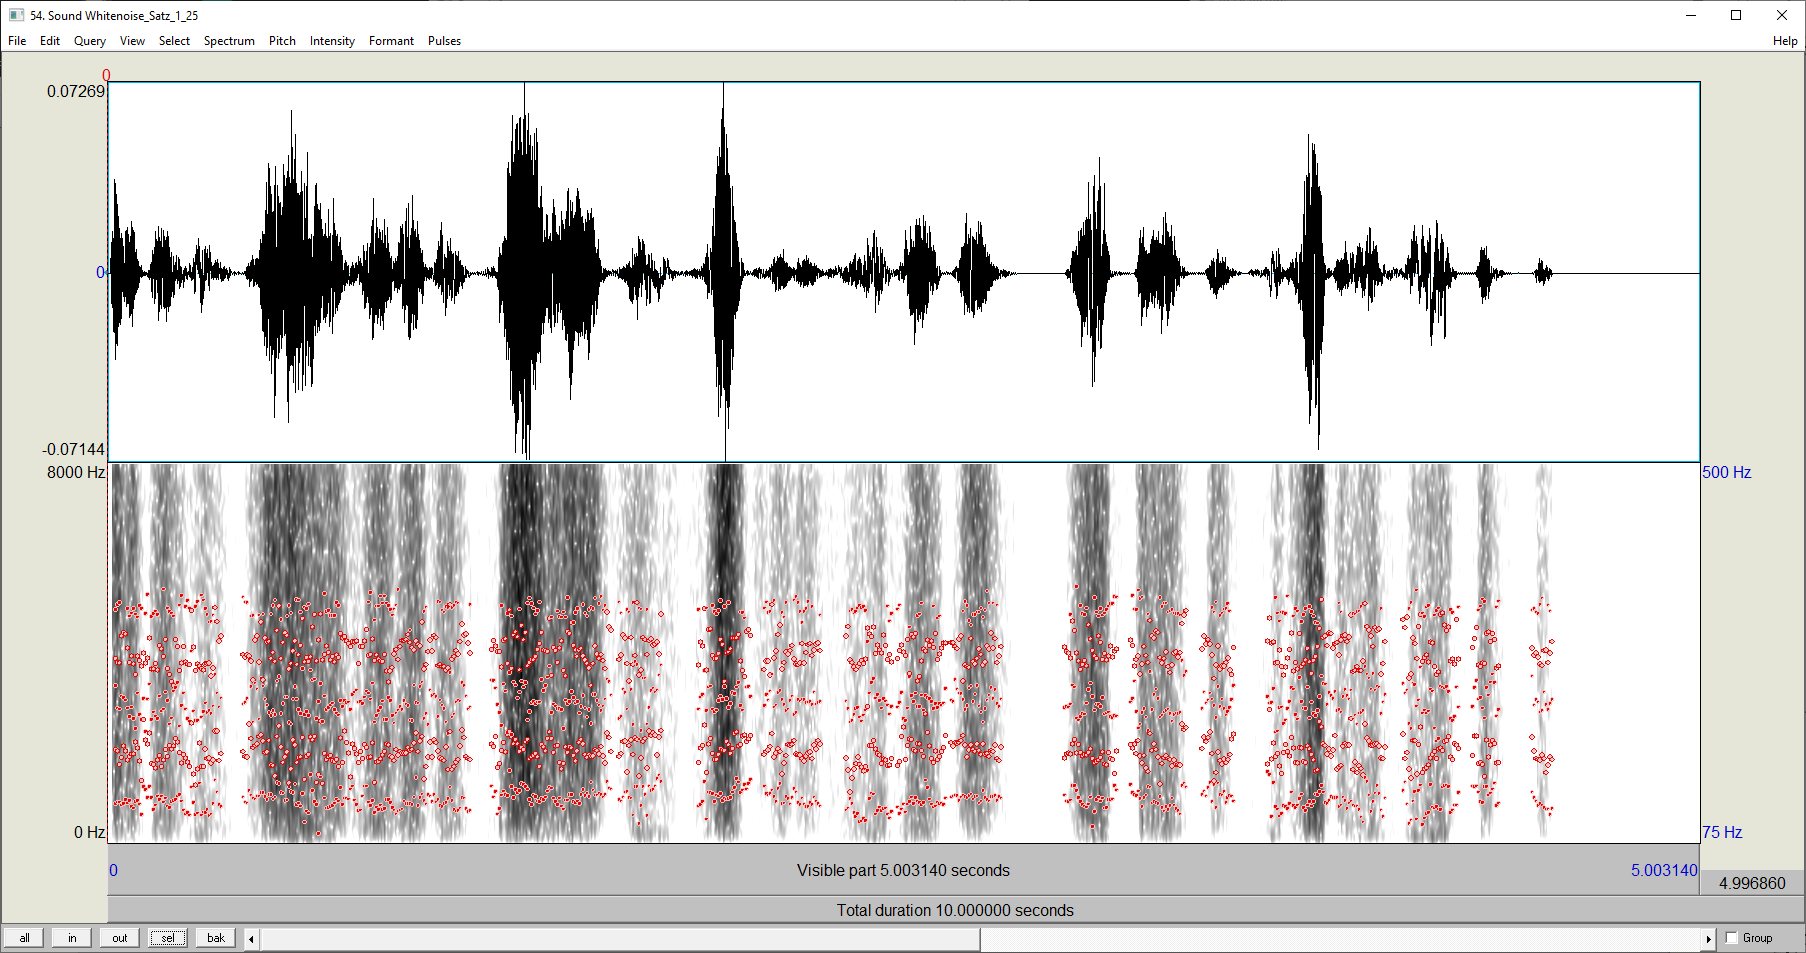 54. Sound Whitenoise_Satz_1_25
File Edit Query View Select Spectrum Pitch Intensity Formant Pulses Help
0
0.07269
0
-0.07144
8000 Hz 500 Hz
0 Hz 75 Hz
0 Visible part 5.003140 seconds 5.003140
4.996860
Total duration 10.000000 seconds
all in out sel bak Group